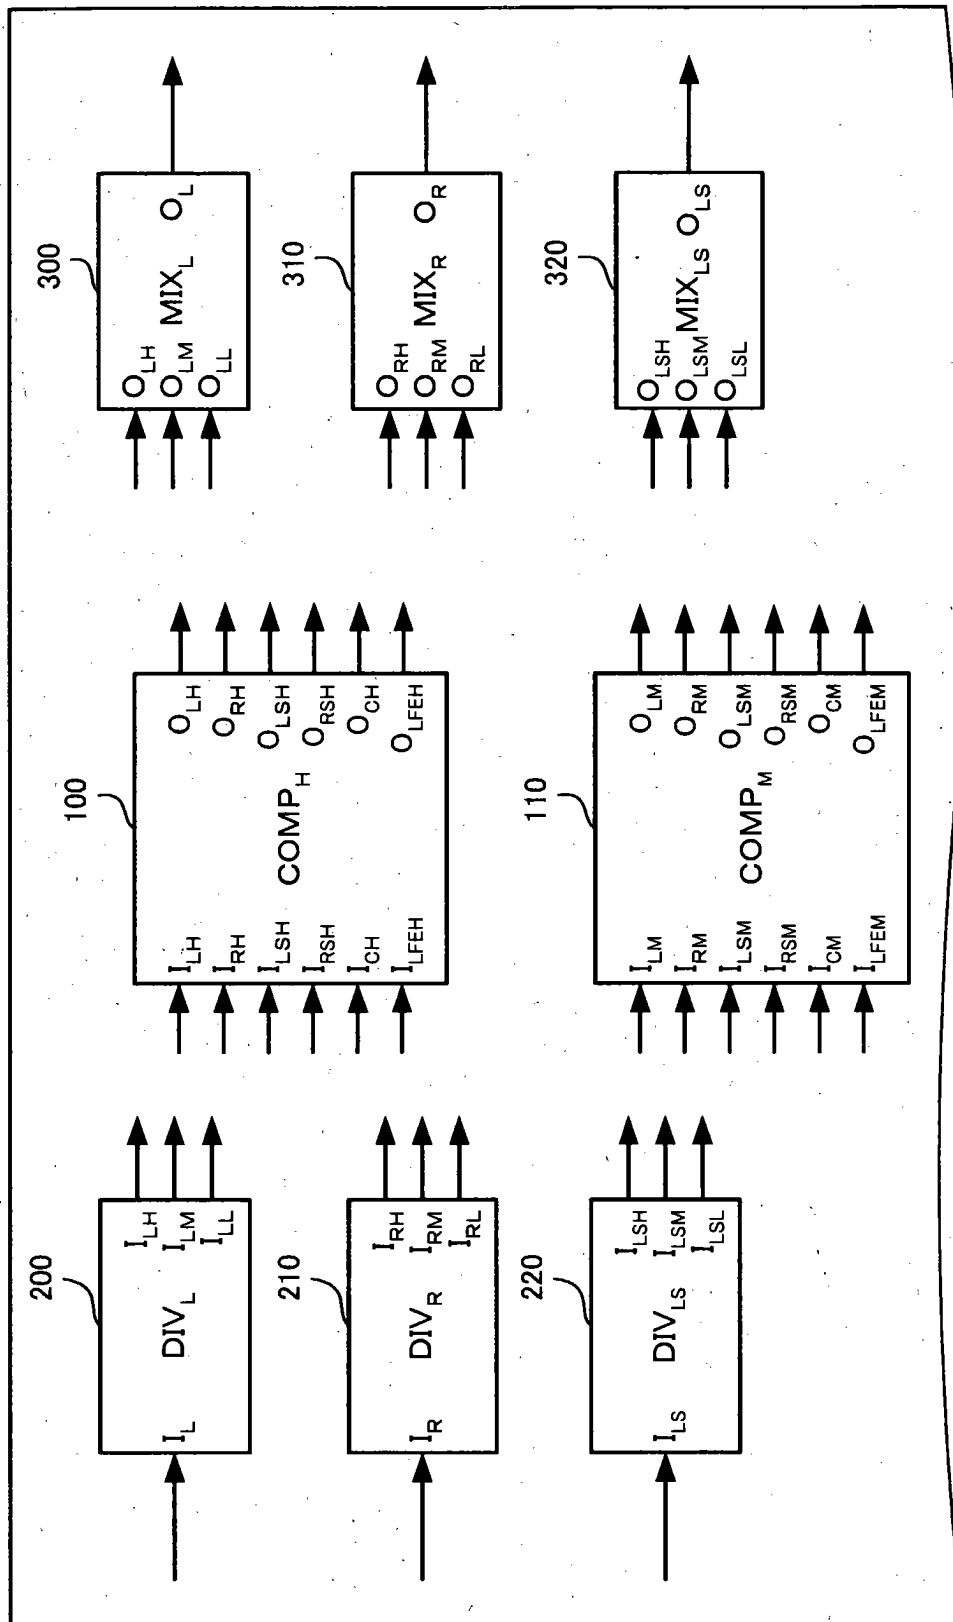 200
I_L
DIV_L
I_LH
I_LM
I_LL
210
I_R
DIV_R
I_RH
I_RM
I_RL
220
I_LS
DIV_LS
I_LSH
I_LSM
I_LSL
100
I_LH
I_RH
I_LSH
I_RSH
I_CH
I_LFEH
COMP_H
O_LH
O_RH
O_LSH
O_RSH
O_CH
O_LFEH
110
I_LM
I_RM
I_LSM
I_RSM
I_CM
I_LFEM
COMP_M
O_LM
O_RM
O_LSM
O_RSM
O_CM
O_LFEM
300
O_LH
O_LM
O_LL
MIX_L
O_L
310
O_RH
O_RM
O_RL
MIX_R
O_R
320
O_LSH
O_LSM
O_LSL
MIX_LS
O_LS